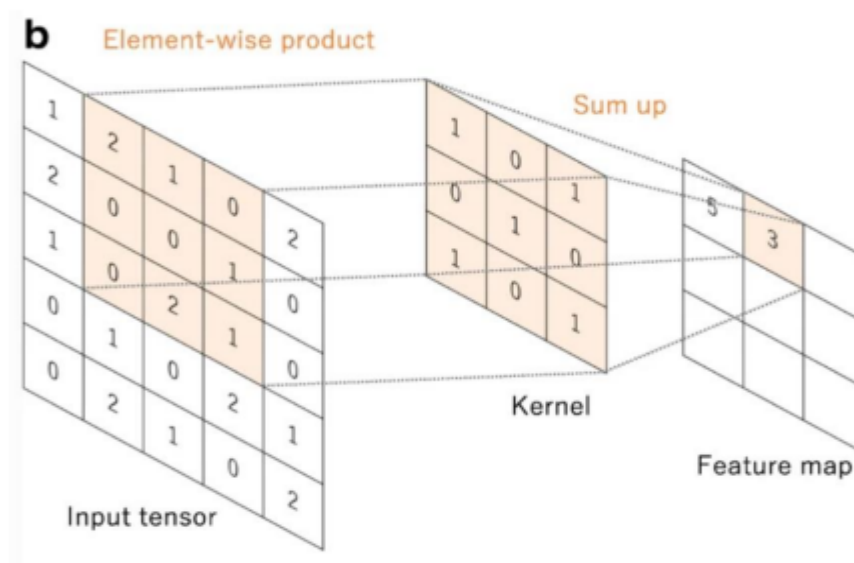 b
Element-wise product
Sum up
1 2 1 0 2
2 0 0 1 0
1 0 2 1 0
0 1 0 2 1
0 2 1 0 2
Input tensor
1 0 1
0 1 0
1 0 1
Kernel
5 3
Feature map